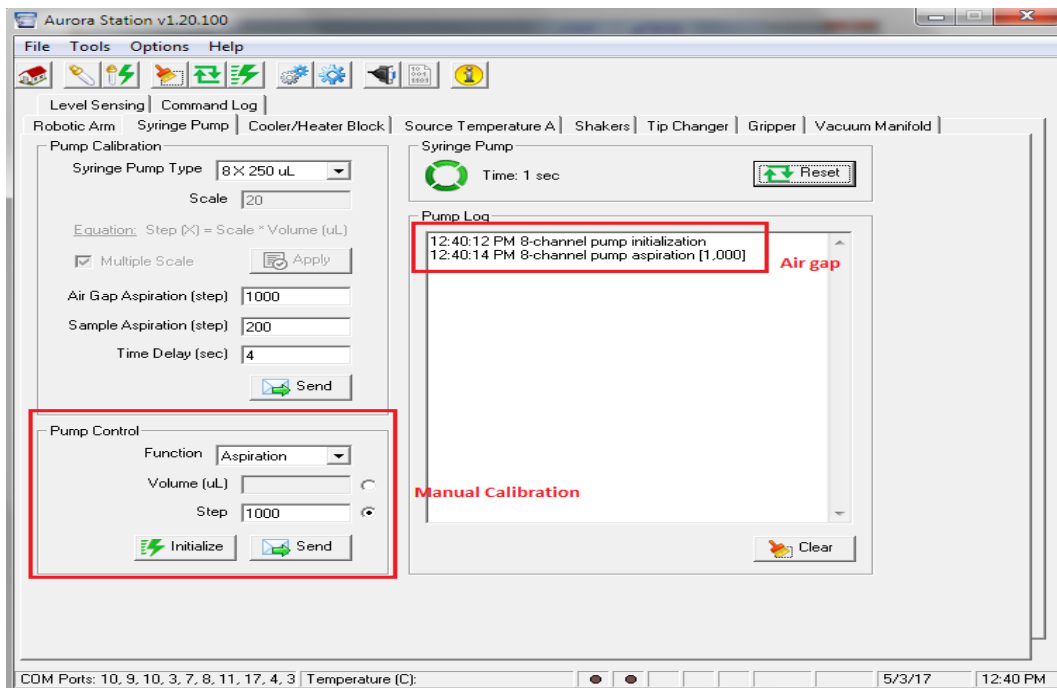 Aurora Station v1.20.100
File Tools Options Help
Level Sensing Command Log
Robotic Arm Syringe Pump Cooler/Heater Block Source Temperature A Shakers Tip Changer Gripper Vacuum Manifold
Pump Calibration
Syringe Pump Type 8 X 250 uL
Scale 20
Equation: Step (X) = Scale * Volume (uL)
Multiple Scale Apply
Air Gap Aspiration (step) 1000
Sample Aspiration (step) 200
Time Delay (sec) 4
Send
Pump Control
Function Aspiration
Volume (uL)
Step 1000
Initialize Send
Syringe Pump
Time: 1 sec Reset
Pump Log
12:40:12 PM 8-channel pump initialization
12:40:14 PM 8-channel pump aspiration [1,000]
Air gap
Manual Calibration
Clear
COM Ports: 10, 9, 10, 3, 7, 8, 11, 17, 4, 3 Temperature (C): 5/3/17 12:40 PM